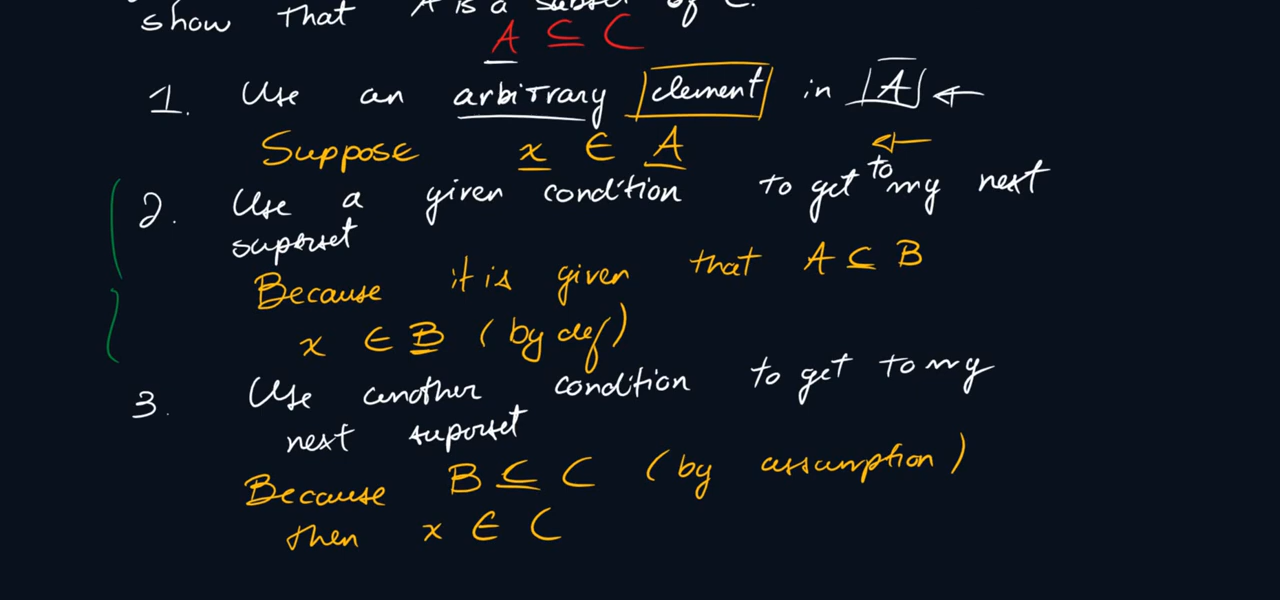 show that A is a subset of C.
A ⊆ C
1. Use an arbitrary element in A ←
Suppose x ∈ A ←
2. Use a given condition to get to my next
superset
Because it is given that A ⊆ B
x ∈ B (by def)
3. Use another condition to get to my
next superset
Because B ⊆ C (by assumption)
then x ∈ C